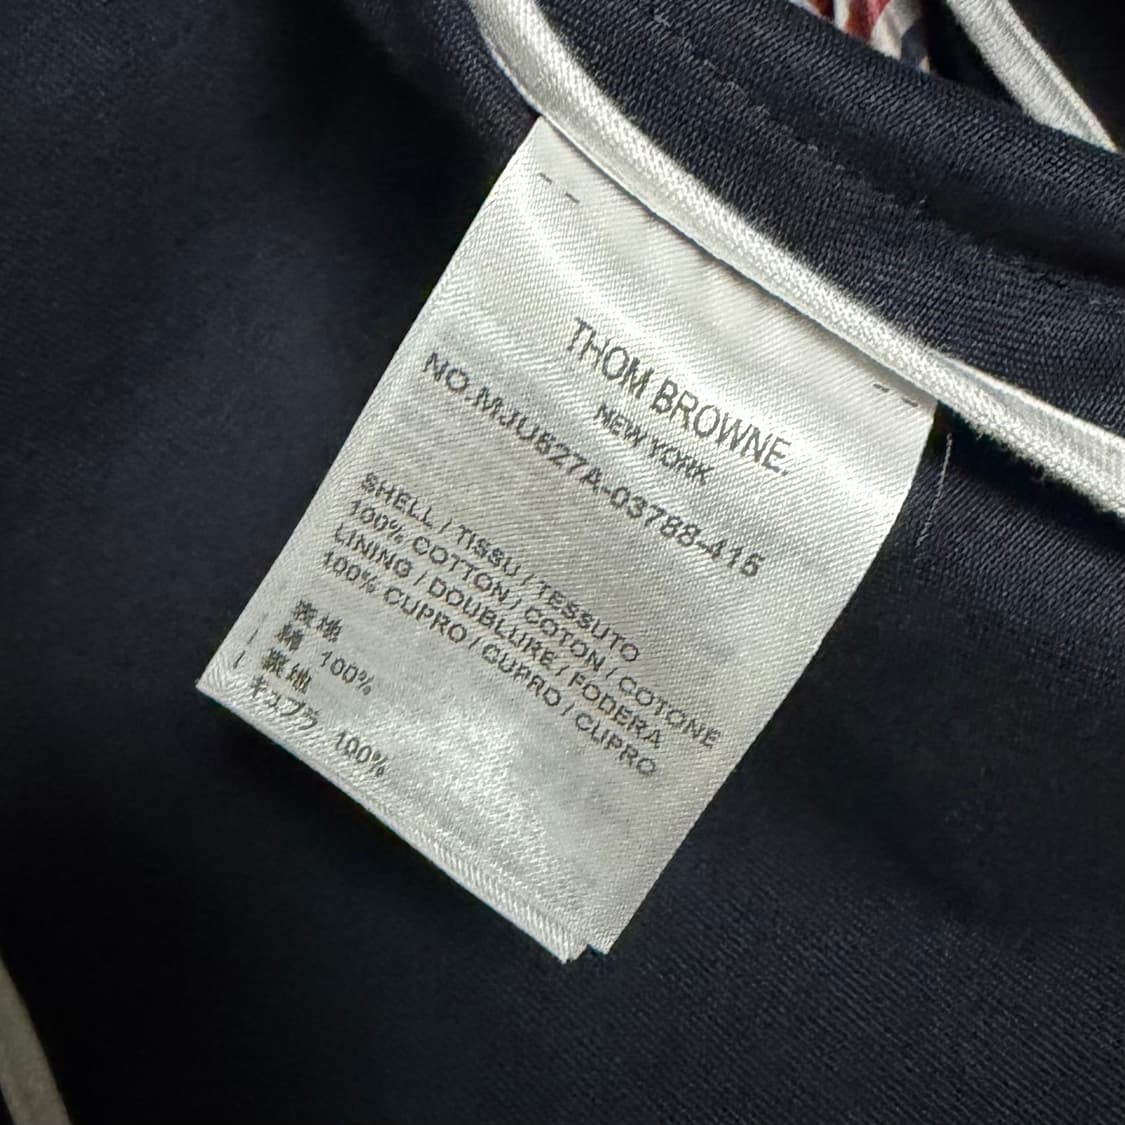 THOM BROWNE.
NEW YORK
NO.MJU527A-03788-415
SHELL / TISSU / TESSUTO
100% COTTON / COTON / COTONE
LINING / DOUBLURE / FODERA
100% CUPRO / CUPRO / CUPRO
表地
綿 100%
裏地
キュプラ 100%